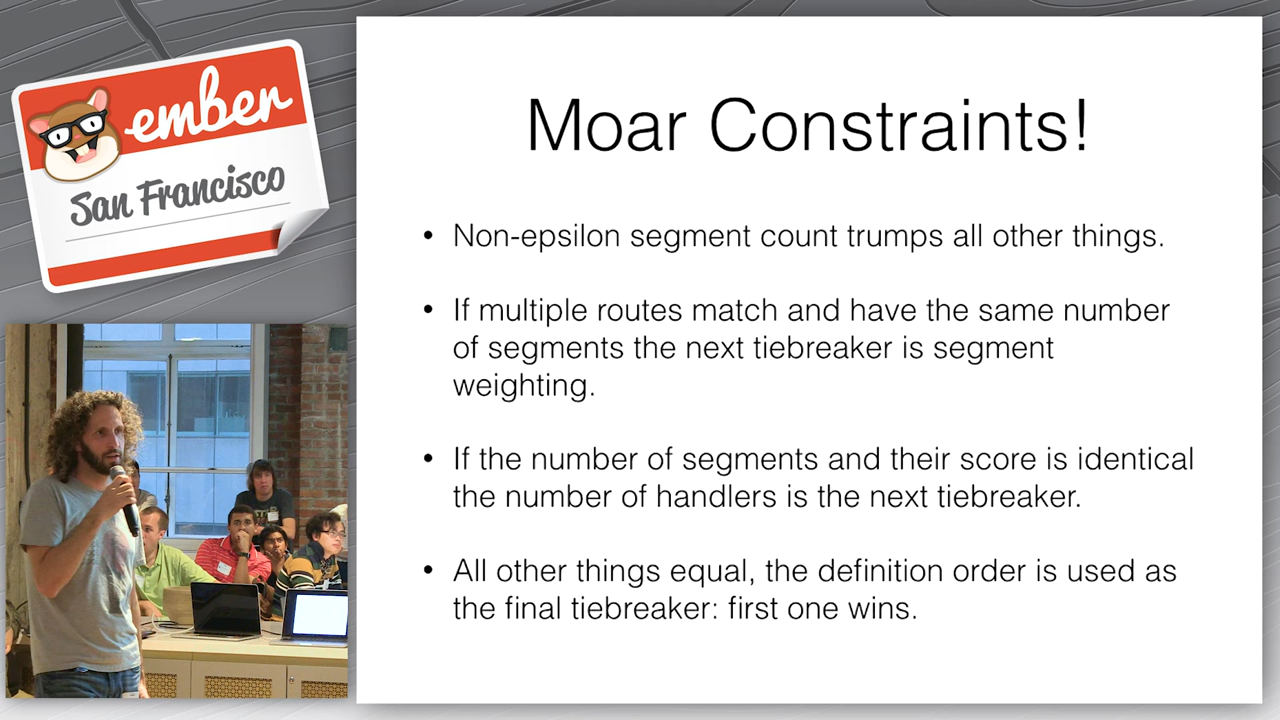 ember
San Francisco
Moar Constraints!
• Non-epsilon segment count trumps all other things.
• If multiple routes match and have the same number
of segments the next tiebreaker is segment
weighting.
• If the number of segments and their score is identical
the number of handlers is the next tiebreaker.
• All other things equal, the definition order is used as
the final tiebreaker: first one wins.